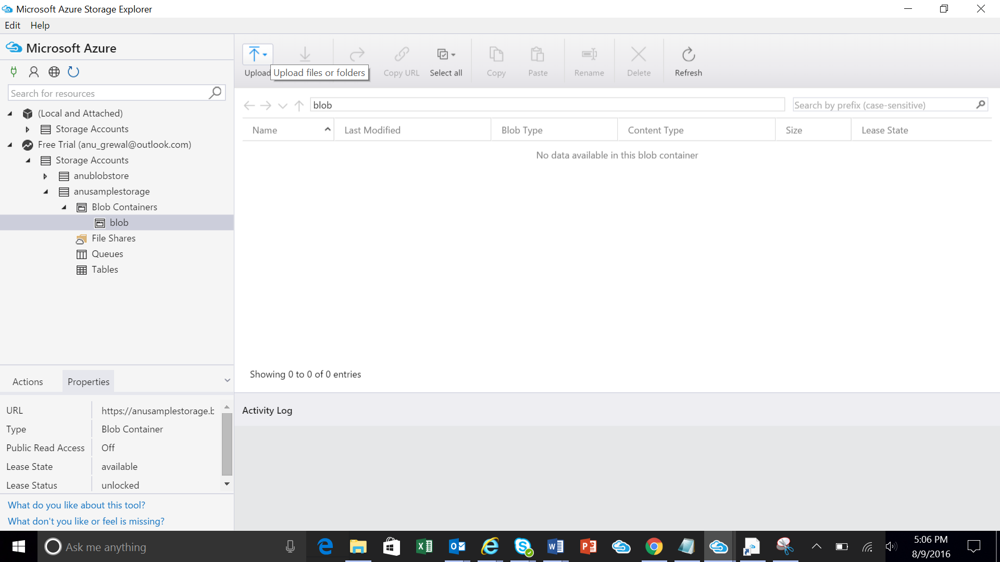 Microsoft Azure Storage Explorer
Edit Help
Microsoft Azure
Search for resources
(Local and Attached)
Storage Accounts
Free Trial (anu_grewal@outlook.com)
Storage Accounts
anublobstore
anusamplestorage
Blob Containers
blob
File Shares
Queues
Tables
Actions Properties
URL https://anusamplestorage.b
Type Blob Container
Public Read Access Off
Lease State available
Lease Status unlocked
What do you like about this tool?
What don't you like or feel is missing?
Upload Copy URL Select all Copy Paste Rename Delete Refresh
Upload files or folders
blob
Search by prefix (case-sensitive)
Name Last Modified Blob Type Content Type Size Lease State
No data available in this blob container
Showing 0 to 0 of 0 entries
Activity Log
Ask me anything
5:06 PM
8/9/2016